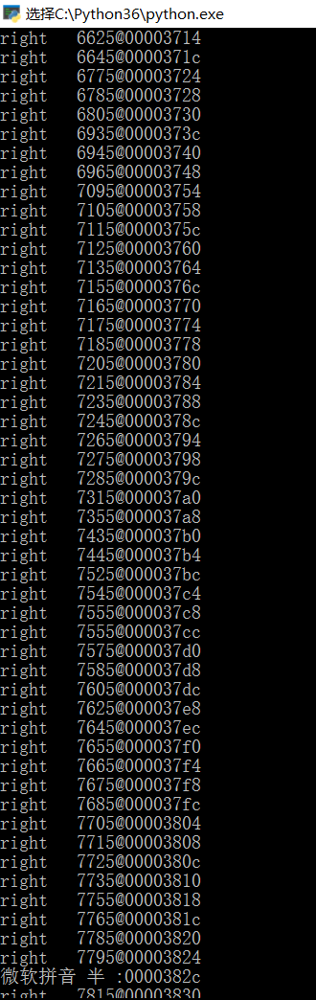 选择C:\Python36\python.exe
right 6625@00003714
right 6645@0000371c
right 6775@00003724
right 6785@00003728
right 6805@00003730
right 6935@0000373c
right 6945@00003740
right 6965@00003748
right 7095@00003754
right 7105@00003758
right 7115@0000375c
right 7125@00003760
right 7135@00003764
right 7155@0000376c
right 7165@00003770
right 7175@00003774
right 7185@00003778
right 7205@00003780
right 7215@00003784
right 7235@00003788
right 7245@0000378c
right 7265@00003794
right 7275@00003798
right 7285@0000379c
right 7315@000037a0
right 7355@000037a8
right 7435@000037b0
right 7445@000037b4
right 7525@000037bc
right 7545@000037c4
right 7555@000037c8
right 7555@000037cc
right 7575@000037d0
right 7585@000037d8
right 7605@000037dc
right 7625@000037e8
right 7645@000037ec
right 7655@000037f0
right 7665@000037f4
right 7675@000037f8
right 7685@000037fc
right 7705@00003804
right 7715@00003808
right 7725@0000380c
right 7735@00003810
right 7755@00003818
right 7765@0000381c
right 7785@00003820
right 7795@00003824
微软拼音 半 :0000382c
right 7815@00003830